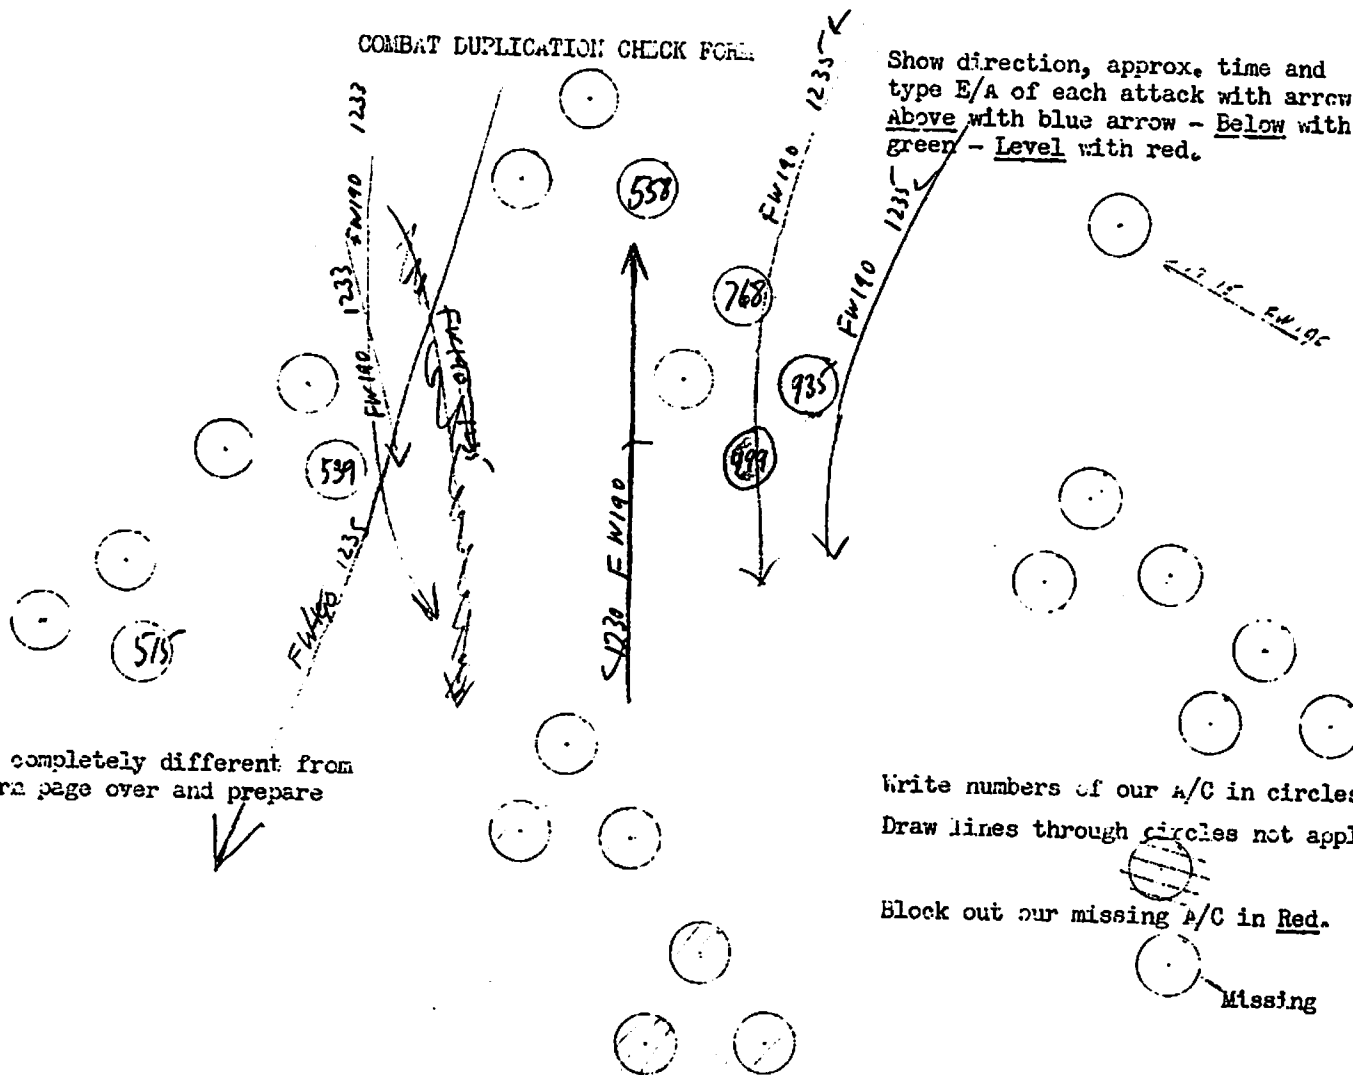 COMBAT DUPLICATION CHECK FORM
Show direction, approx. time and
type E/A of each attack with arrow
Above with blue arrow - Below with
green - Level with red.
FW190 1233
FW190 1233
FW190
FW190 1235
1230 FW190
FW190 1235
FW190 1235
FW190
558
768
935
999
539
515
completely different from
page over and prepare
Write numbers of our A/C in circles
Draw lines through circles not appl
Block out our missing A/C in Red.
Missing